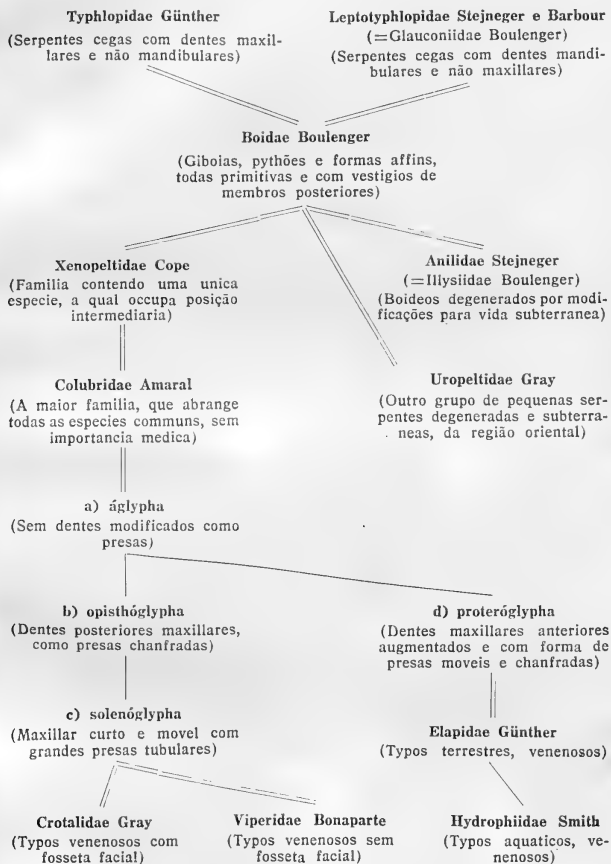 Typhlopidae Günther
(Serpentes cegas com dentes maxil-
lares e não mandibulares)
Leptotyphlopidae Stejneger e Barbour
(=Glauconiidae Boulenger)
(Serpentes cegas com dentes mandi-
bulares e não maxillares)
Boidae Boulenger
(Giboias, pythões e formas affins,
todas primitivas e com vestigios de
membros posteriores)
Xenopeltidae Cope
(Familia contendo uma unica
especie, a qual occupa posição
intermediaria)
Anilidae Stejneger
(=Illysiidae Boulenger)
(Boideos degenerados por modi-
ficações para vida subterranea)
Colubridae Amaral
(A maior familia, que abrange
todas as especies communs, sem
importancia medica)
Uropeltidae Gray
(Outro grupo de pequenas ser-
pentes degeneradas e subterra-
neas, da região oriental)
a) áglypha
(Sem dentes modificados como
presas)
b) opisthóglypha
(Dentes posteriores maxillares,
como presas chanfradas)
d) proteróglypha
(Dentes maxillares anteriores
augmentados e com forma de
presas moveis e chanfradas)
c) solenóglypha
(Maxillar curto e movel com
grandes presas tubulares)
Elapidae Günther
(Typos terrestres, venenosos)
Crotalidae Gray
(Typos venenosos com
fosseta facial)
Viperidae Bonaparte
(Typos venenosos sem
fosseta facial)
Hydrophiidae Smith
(Typos aquaticos, ve-
nenosos)